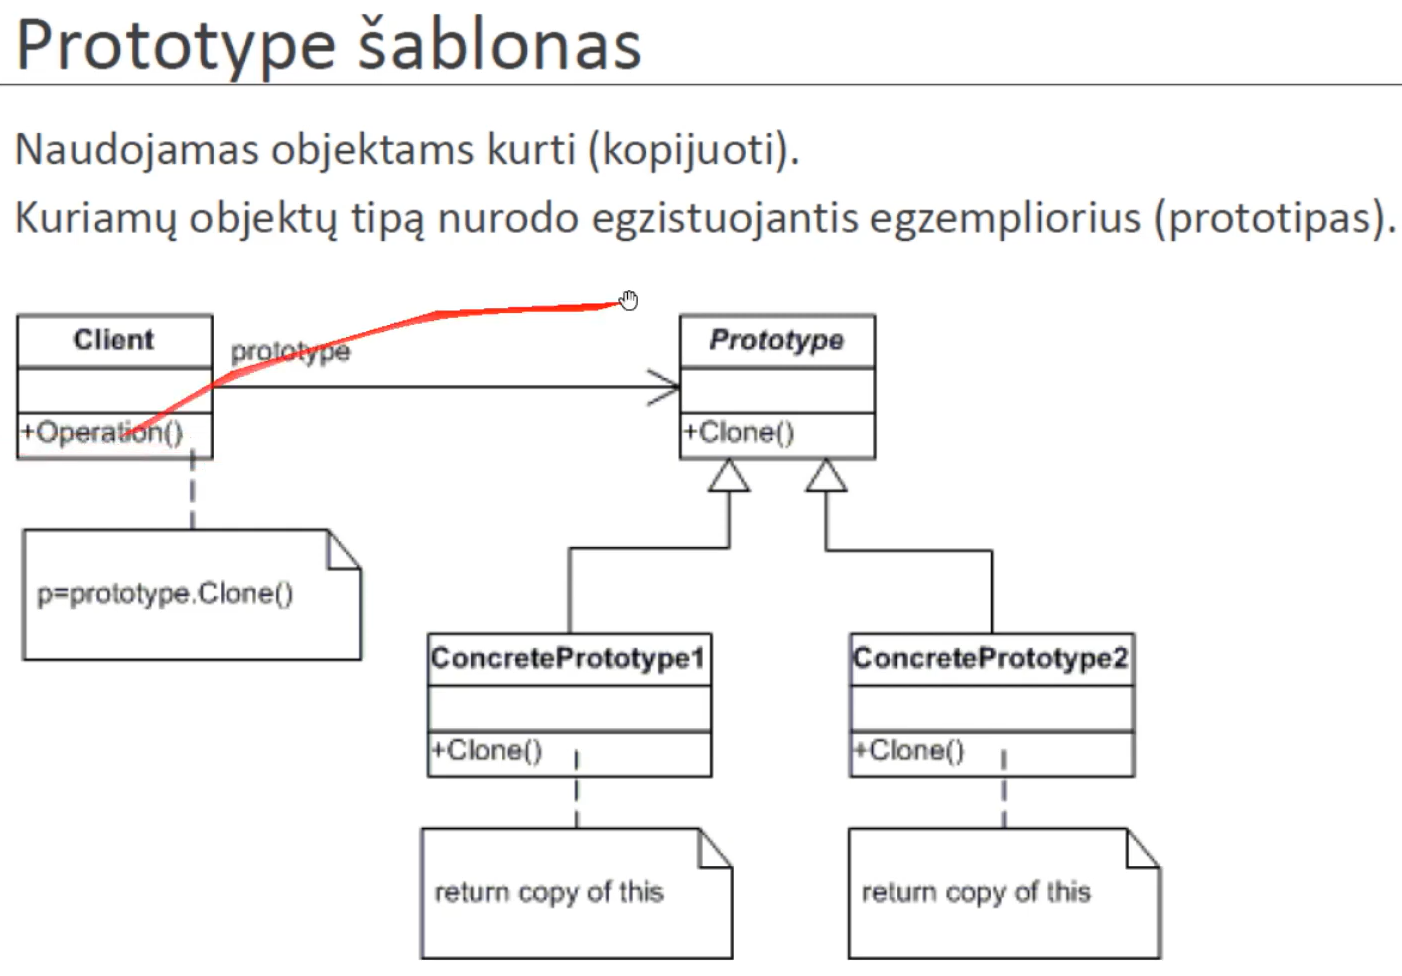 Prototype šablonas
Naudojamas objektams kurti (kopijuoti).
Kuriamų objektų tipą nurodo egzistuojantis egzempliorius (prototipas).
Client
prototype
Prototype
+Operation()
+Clone()
p=prototype.Clone()
ConcretePrototype1
ConcretePrototype2
+Clone()
+Clone()
return copy of this
return copy of this